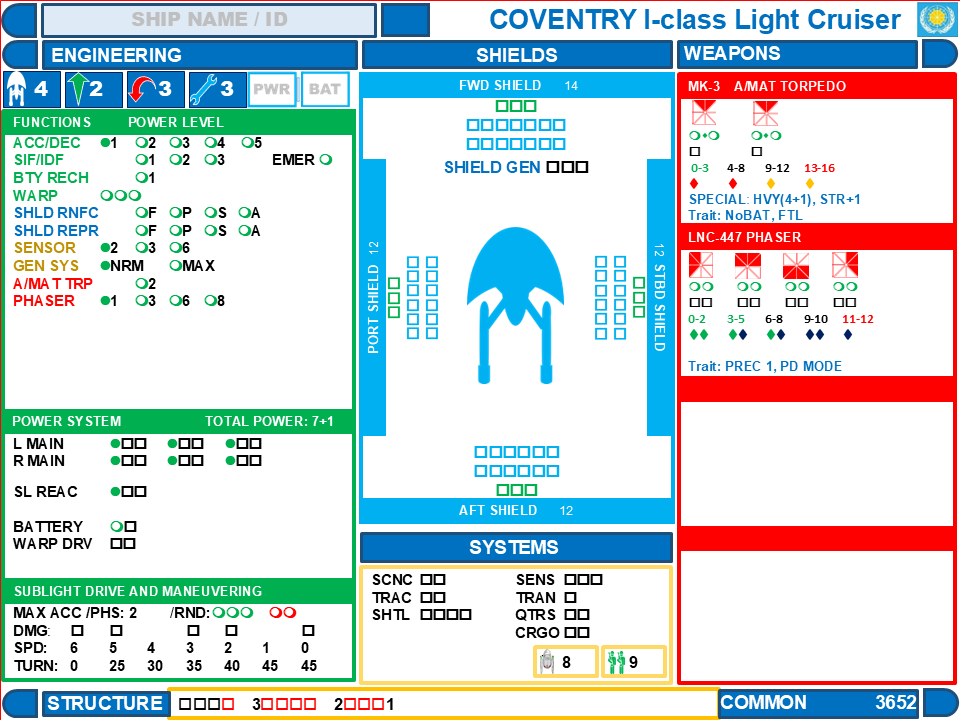 SHIP NAME / ID
COVENTRY I-class Light Cruiser
ENGINEERING
SHIELDS
WEAPONS
4 2 3 3 PWR BAT
FUNCTIONS POWER LEVEL
ACC/DEC 1 2 3 4 5
SIF/IDF 1 2 3 EMER
BTY RECH 1
WARP
SHLD RNFC F P S A
SHLD REPR F P S A
SENSOR 2 3 6
GEN SYS NRM MAX
A/MAT TRP 2
PHASER 1 3 6 8
POWER SYSTEM TOTAL POWER: 7+1
L MAIN
R MAIN
SL REAC
BATTERY
WARP DRV
SUBLIGHT DRIVE AND MANUVERING
MAX ACC /PHS: 2 /RND:
DMG:
SPD: 6 5 4 3 2 1 0
TURN: 0 25 30 35 40 45 45
FWD SHIELD 14
SHIELD GEN
PORT SHIELD 12
12 STBD SHIELD
AFT SHIELD 12
SYSTEMS
SCNC SENS
TRAC TRAN
SHTL QTRS
CRGO
8 9
MK-3 A/MAT TORPEDO
0-3 4-8 9-12 13-16
SPECIAL: HVY(4+1), STR+1
Trait: NoBAT, FTL
LNC-447 PHASER
0-2 3-5 6-8 9-10 11-12
Trait: PREC 1, PD MODE
STRUCTURE 3 2 1
COMMON 3652